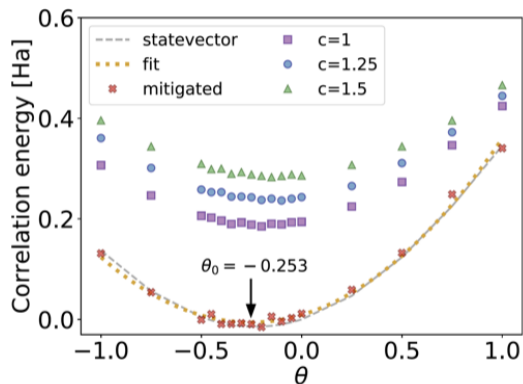 Correlation energy [Ha]
0.6
0.4
0.2
0.0
statevector
fit
mitigated
c=1
c=1.25
c=1.5
θ₀ = −0.253
−1.0 −0.5 0.0 0.5 1.0
θ